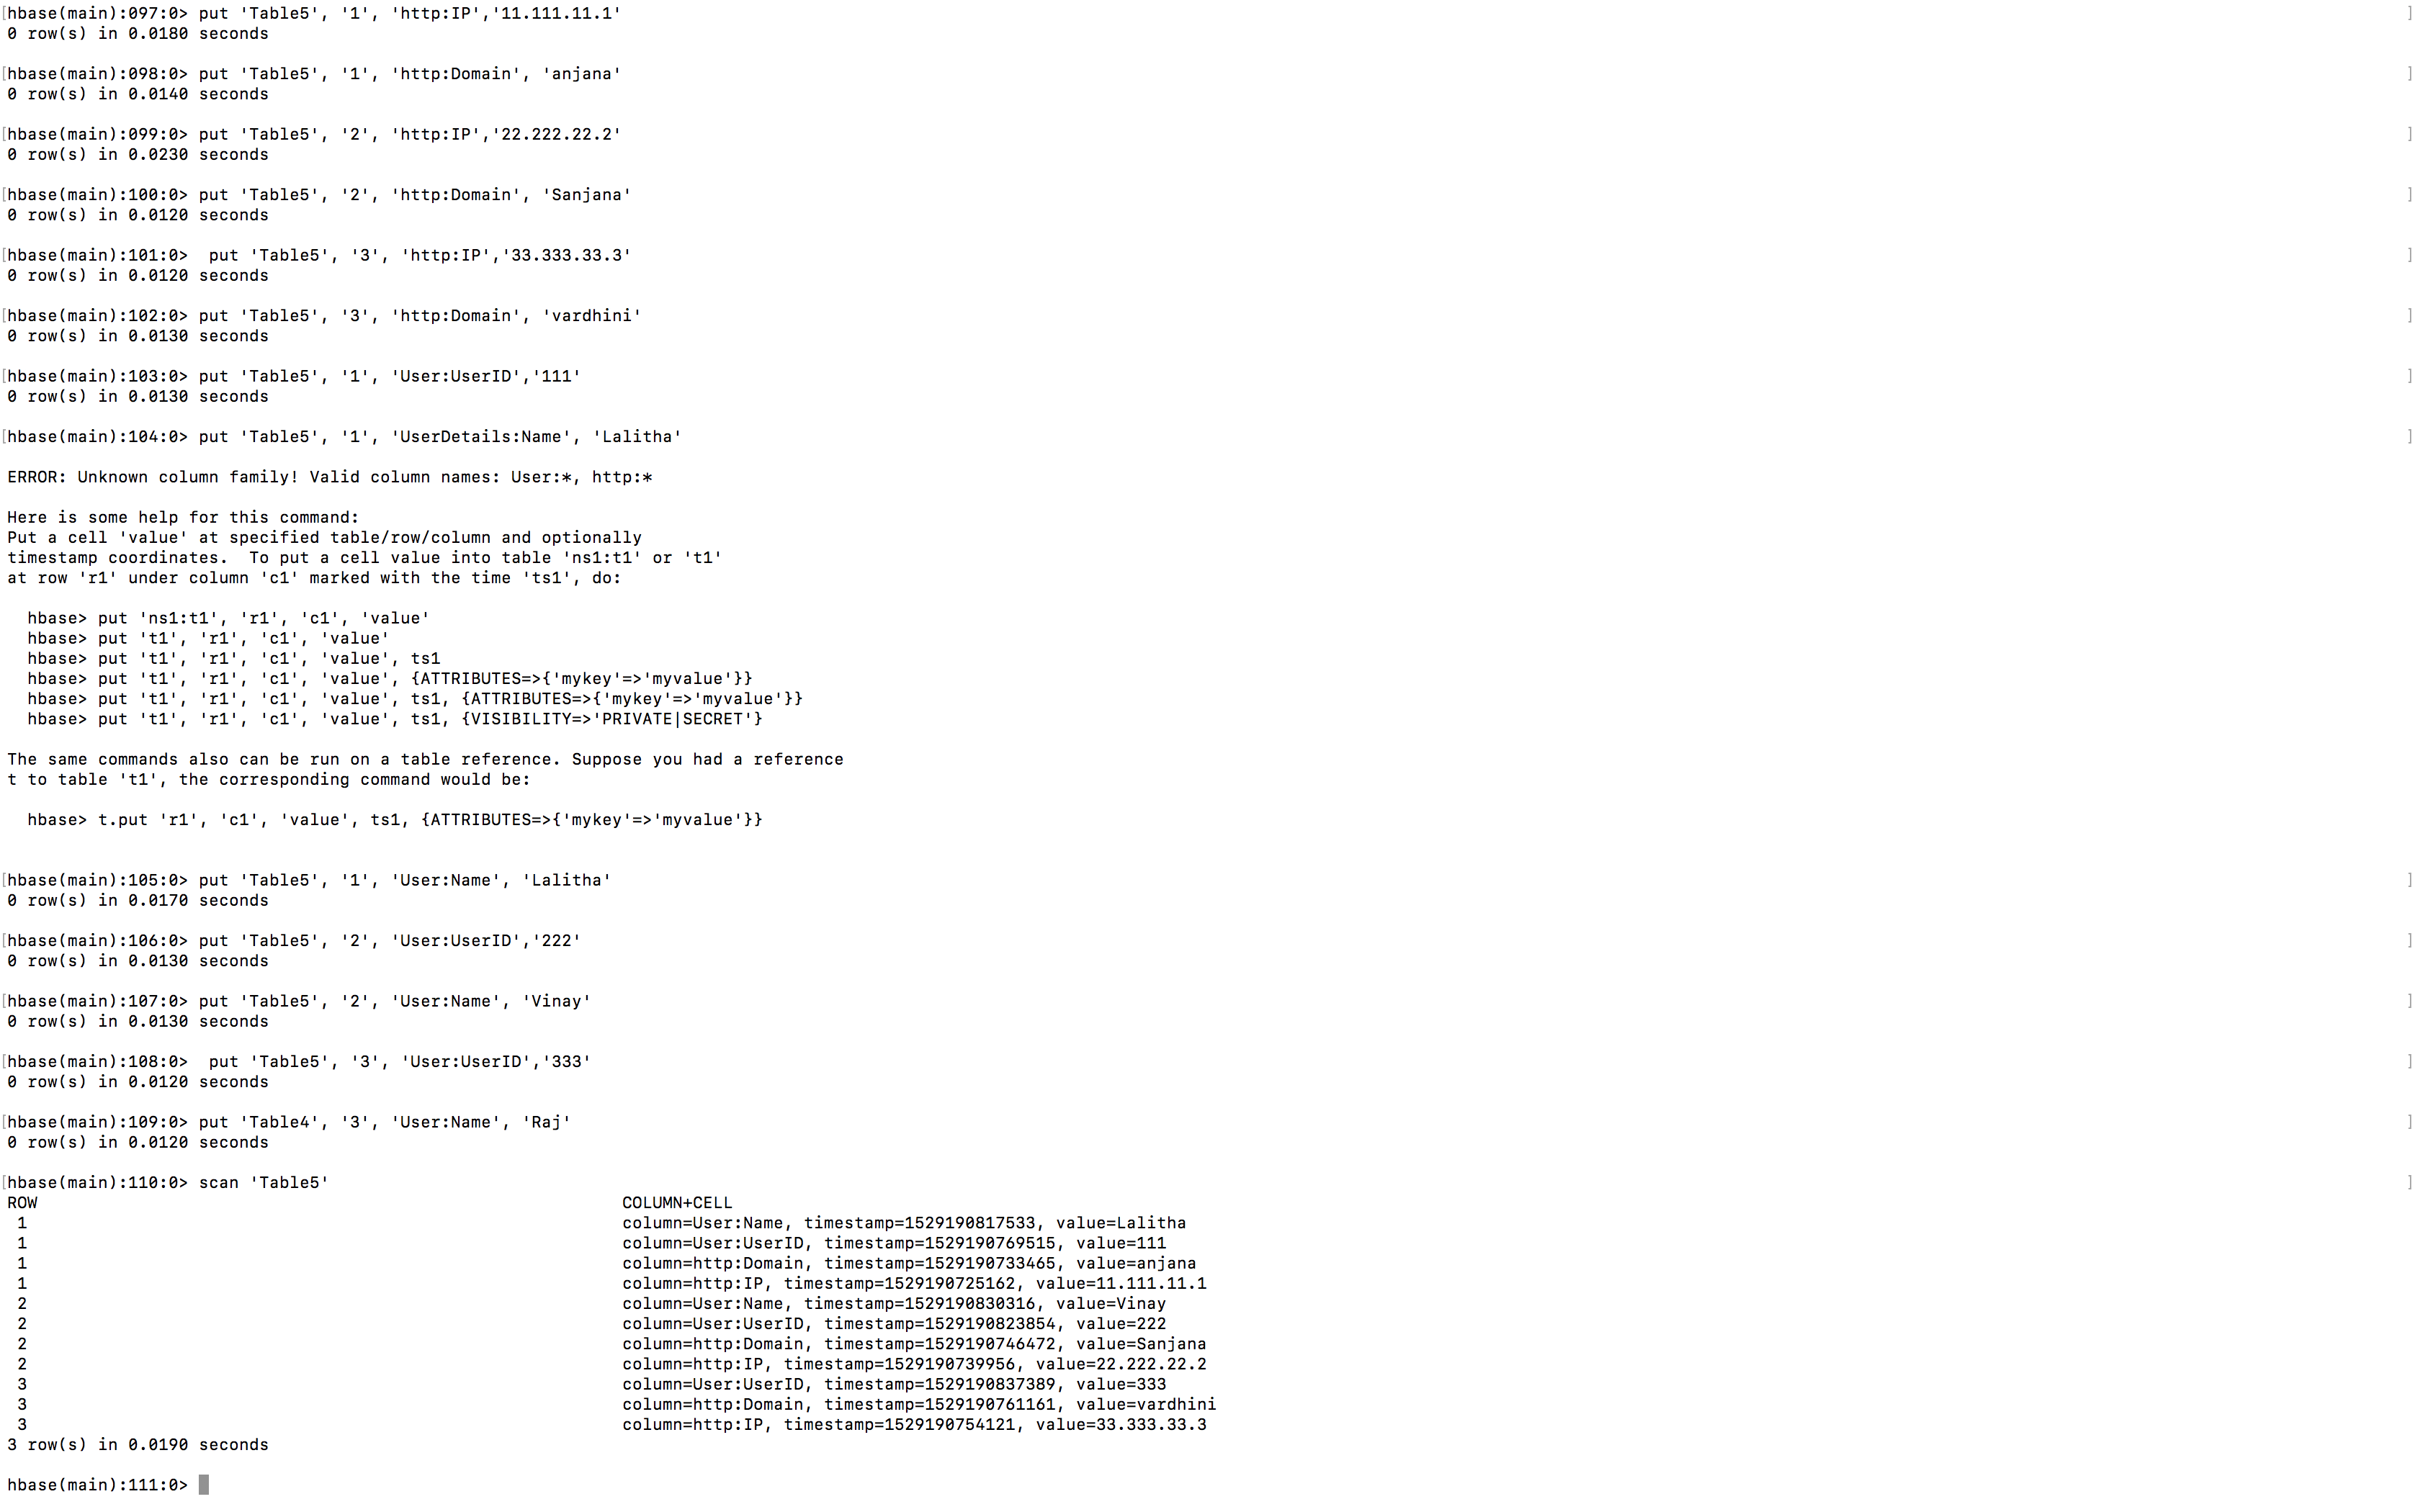 [hbase(main):097:0> put 'Table5', '1', 'http:IP','11.111.11.1' ]
0 row(s) in 0.0180 seconds
[hbase(main):098:0> put 'Table5', '1', 'http:Domain', 'anjana' ]
0 row(s) in 0.0140 seconds
[hbase(main):099:0> put 'Table5', '2', 'http:IP','22.222.22.2' ]
0 row(s) in 0.0230 seconds
[hbase(main):100:0> put 'Table5', '2', 'http:Domain', 'Sanjana' ]
0 row(s) in 0.0120 seconds
[hbase(main):101:0>  put 'Table5', '3', 'http:IP','33.333.33.3' ]
0 row(s) in 0.0120 seconds
[hbase(main):102:0> put 'Table5', '3', 'http:Domain', 'vardhini' ]
0 row(s) in 0.0130 seconds
[hbase(main):103:0> put 'Table5', '1', 'User:UserID','111' ]
0 row(s) in 0.0130 seconds
[hbase(main):104:0> put 'Table5', '1', 'UserDetails:Name', 'Lalitha' ]
ERROR: Unknown column family! Valid column names: User:*, http:*
Here is some help for this command:
Put a cell 'value' at specified table/row/column and optionally
timestamp coordinates.  To put a cell value into table 'ns1:t1' or 't1'
at row 'r1' under column 'c1' marked with the time 'ts1', do:
hbase> put 'ns1:t1', 'r1', 'c1', 'value'
hbase> put 't1', 'r1', 'c1', 'value'
hbase> put 't1', 'r1', 'c1', 'value', ts1
hbase> put 't1', 'r1', 'c1', 'value', {ATTRIBUTES=>{'mykey'=>'myvalue'}}
hbase> put 't1', 'r1', 'c1', 'value', ts1, {ATTRIBUTES=>{'mykey'=>'myvalue'}}
hbase> put 't1', 'r1', 'c1', 'value', ts1, {VISIBILITY=>'PRIVATE|SECRET'}
The same commands also can be run on a table reference. Suppose you had a reference
t to table 't1', the corresponding command would be:
hbase> t.put 'r1', 'c1', 'value', ts1, {ATTRIBUTES=>{'mykey'=>'myvalue'}}
[hbase(main):105:0> put 'Table5', '1', 'User:Name', 'Lalitha' ]
0 row(s) in 0.0170 seconds
[hbase(main):106:0> put 'Table5', '2', 'User:UserID','222' ]
0 row(s) in 0.0130 seconds
[hbase(main):107:0> put 'Table5', '2', 'User:Name', 'Vinay' ]
0 row(s) in 0.0130 seconds
[hbase(main):108:0>  put 'Table5', '3', 'User:UserID','333' ]
0 row(s) in 0.0120 seconds
[hbase(main):109:0> put 'Table4', '3', 'User:Name', 'Raj' ]
0 row(s) in 0.0120 seconds
[hbase(main):110:0> scan 'Table5' ]
ROW COLUMN+CELL
1 column=User:Name, timestamp=1529190817533, value=Lalitha
1 column=User:UserID, timestamp=1529190769515, value=111
1 column=http:Domain, timestamp=1529190733465, value=anjana
1 column=http:IP, timestamp=1529190725162, value=11.111.11.1
2 column=User:Name, timestamp=1529190830316, value=Vinay
2 column=User:UserID, timestamp=1529190823854, value=222
2 column=http:Domain, timestamp=1529190746472, value=Sanjana
2 column=http:IP, timestamp=1529190739956, value=22.222.22.2
3 column=User:UserID, timestamp=1529190837389, value=333
3 column=http:Domain, timestamp=1529190761161, value=vardhini
3 column=http:IP, timestamp=1529190754121, value=33.333.33.3
3 row(s) in 0.0190 seconds
hbase(main):111:0>